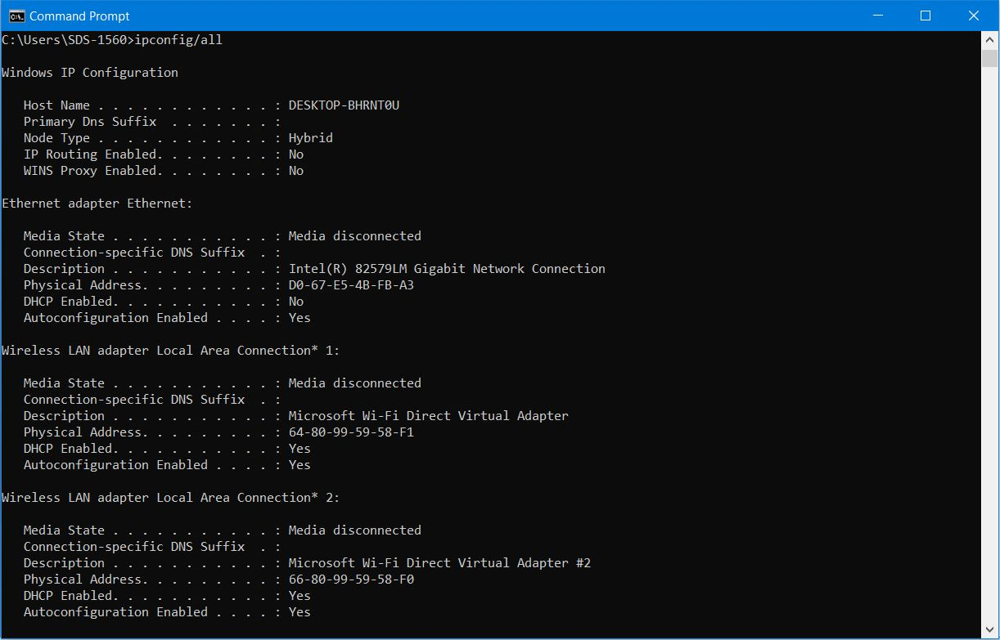 Command Prompt
C:\Users\SDS-1560>ipconfig/all
Windows IP Configuration
Host Name . . . . . . . . . . . . : DESKTOP-BHRNT0U
Primary Dns Suffix  . . . . . . . :
Node Type . . . . . . . . . . . . : Hybrid
IP Routing Enabled. . . . . . . . : No
WINS Proxy Enabled. . . . . . . . : No
Ethernet adapter Ethernet:
Media State . . . . . . . . . . . : Media disconnected
Connection-specific DNS Suffix  . :
Description . . . . . . . . . . . : Intel(R) 82579LM Gigabit Network Connection
Physical Address. . . . . . . . . : D0-67-E5-4B-FB-A3
DHCP Enabled. . . . . . . . . . . : No
Autoconfiguration Enabled . . . . : Yes
Wireless LAN adapter Local Area Connection* 1:
Media State . . . . . . . . . . . : Media disconnected
Connection-specific DNS Suffix  . :
Description . . . . . . . . . . . : Microsoft Wi-Fi Direct Virtual Adapter
Physical Address. . . . . . . . . : 64-80-99-59-58-F1
DHCP Enabled. . . . . . . . . . . : Yes
Autoconfiguration Enabled . . . . : Yes
Wireless LAN adapter Local Area Connection* 2:
Media State . . . . . . . . . . . : Media disconnected
Connection-specific DNS Suffix  . :
Description . . . . . . . . . . . : Microsoft Wi-Fi Direct Virtual Adapter #2
Physical Address. . . . . . . . . : 66-80-99-59-58-F0
DHCP Enabled. . . . . . . . . . . : Yes
Autoconfiguration Enabled . . . . : Yes